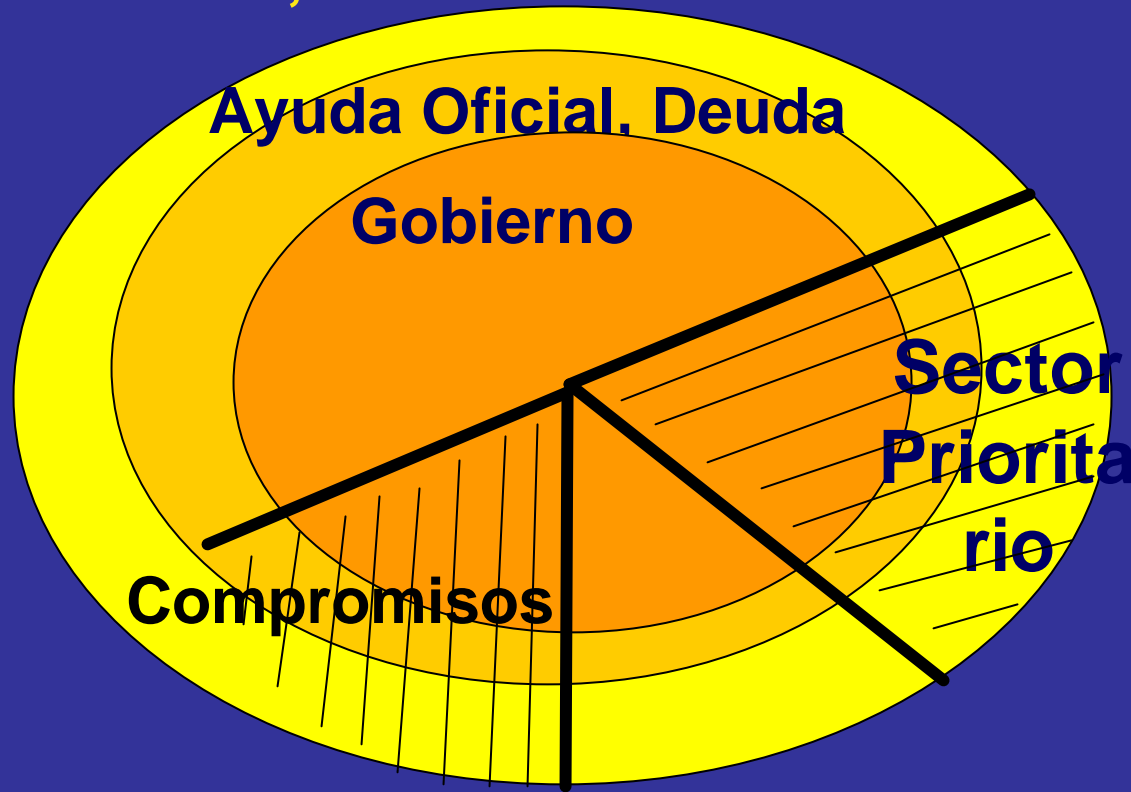 Ayuda Oficial, Deuda
Gobierno
Sector
Priorita
rio
Compromisos